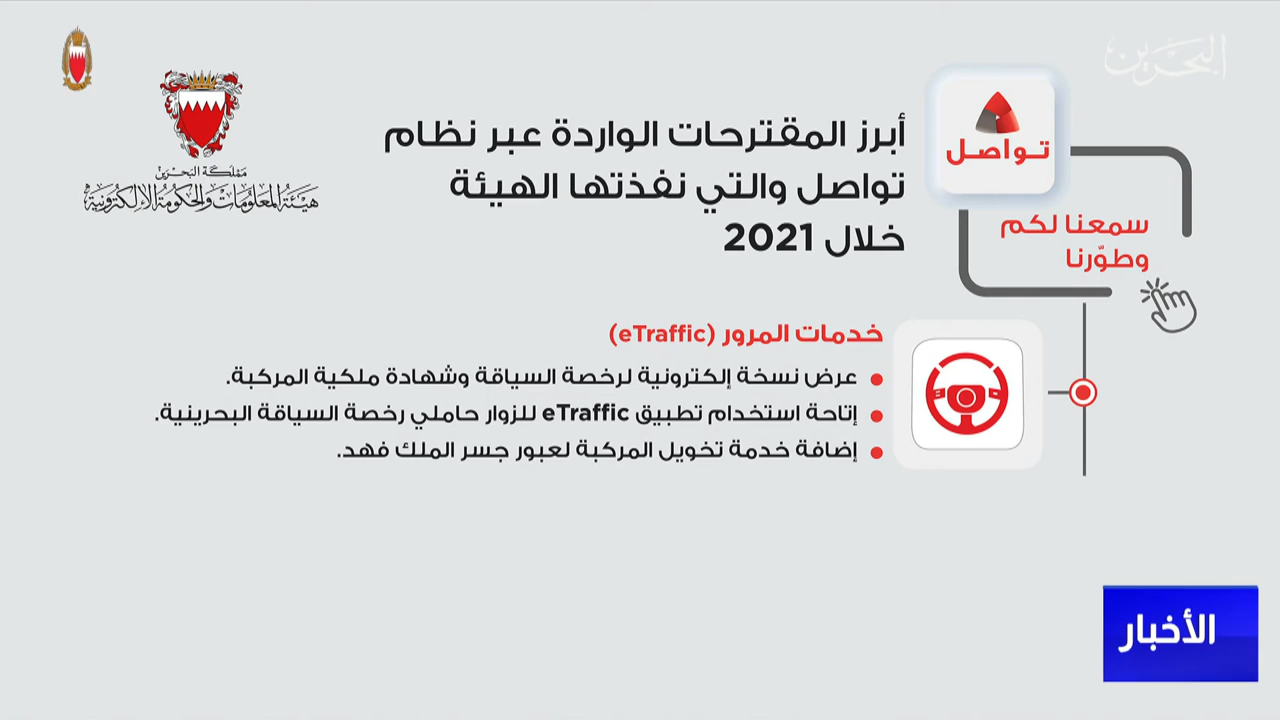 البحرين
مملكة البحرين
هيئة المعلومات والحكومة الإلكترونية
تواصل
أبرز المقترحات الواردة عبر نظام
تواصل والتي نفذتها الهيئة
خلال 2021
سمعنا لكم
وطوّرنا
خدمات المرور (eTraffic)
عرض نسخة إلكترونية لرخصة السياقة وشهادة ملكية المركبة.
إتاحة استخدام تطبيق eTraffic للزوار حاملي رخصة السياقة البحرينية.
إضافة خدمة تخويل المركبة لعبور جسر الملك فهد.
الأخبار